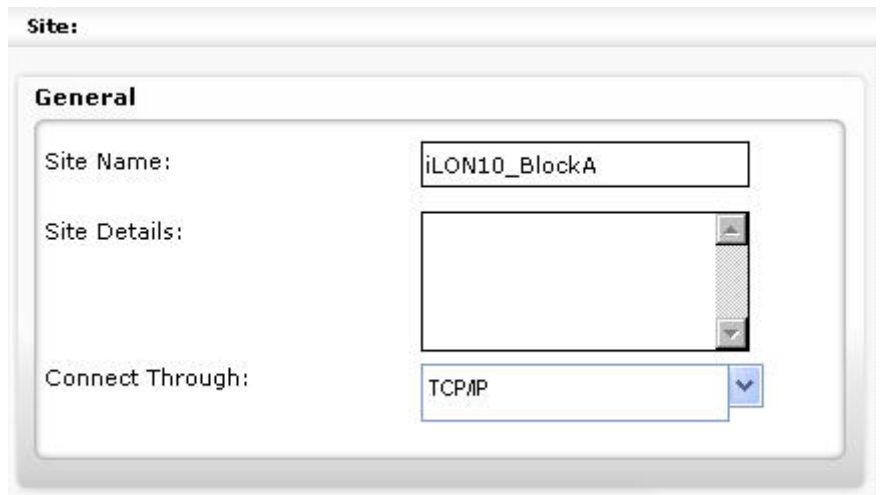 Site:
General
Site Name: iLON10_BlockA
Site Details:
Connect Through: TCP/IP